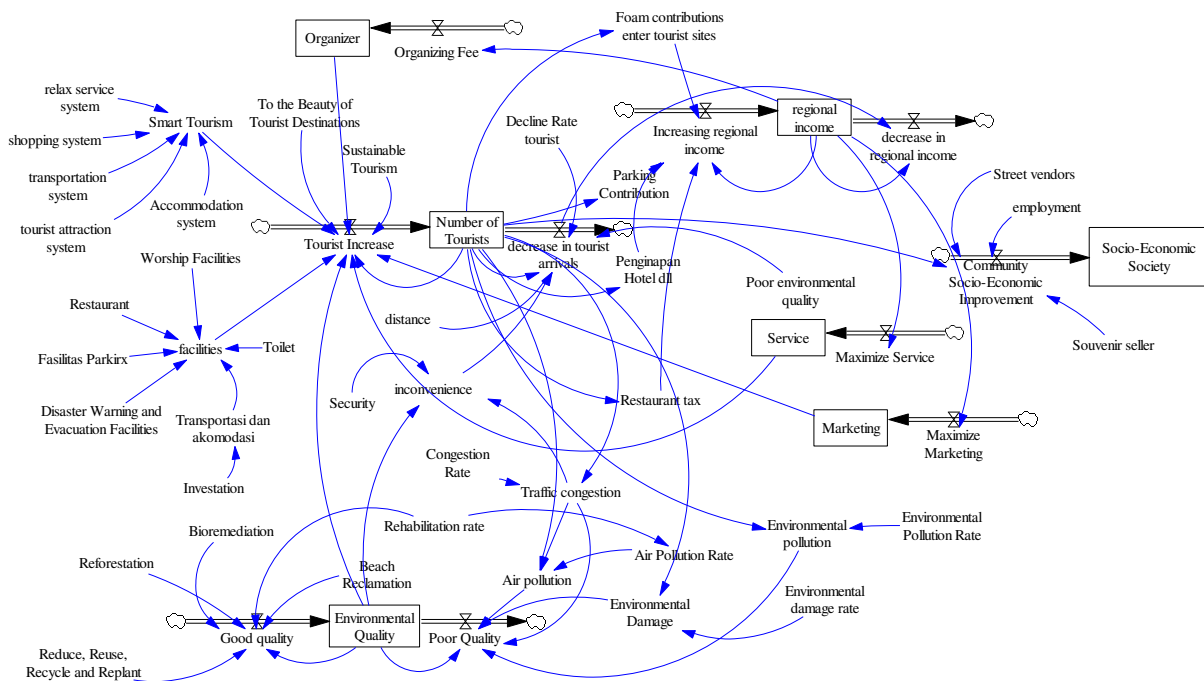 Organizer
Organizing Fee
Foam contributions
enter tourist sites
relax service
system
Smart Tourism
shopping system
transportation
system
tourist attraction
system
Accommodation
system
To the Beauty of
Tourist Destinations
Sustainable
Tourism
Decline Rate
tourist
Increasing regional
income
regional
income
decrease in
regional income
Parking
Contribution
Street vendors
employment
Tourist Increase
Number of
Tourists
decrease in tourist
arrivals
Penginapan
Hotel dll
Community
Socio-Economic
Improvement
Socio-Economic
Society
Worship Facilities
Restaurant
Fasilitas Parkirx
facilities
Toilet
Disaster Warning and
Evacuation Facilities
Transportasi dan
akomodasi
Investation
distance
Security
inconvenience
Poor environmental
quality
Service
Maximize Service
Souvenir seller
Restaurant tax
Marketing
Maximize
Marketing
Congestion
Rate
Traffic congestion
Bioremediation
Rehabilitation rate
Reforestation
Beach
Reclamation
Air pollution
Air Pollution Rate
Environmental
pollution
Environmental
Pollution Rate
Environmental
Damage
Environmental
damage rate
Good quality
Environmental
Quality
Poor Quality
Reduce, Reuse,
Recycle and Replant